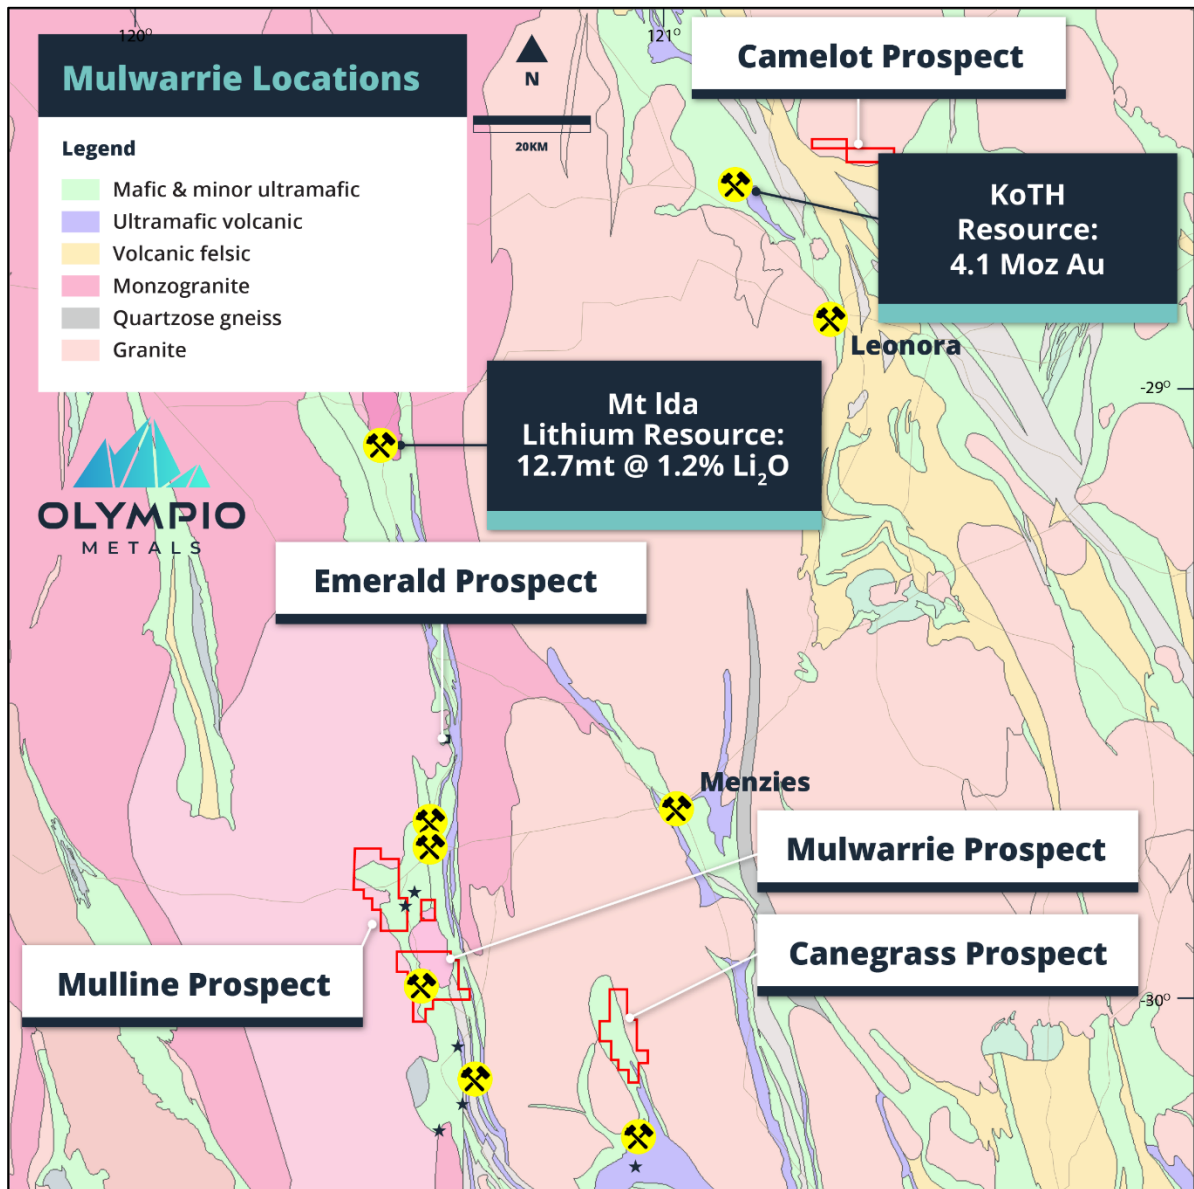 120°
121°
Mulwarrie Locations
Legend
Mafic & minor ultramafic
Ultramafic volcanic
Volcanic felsic
Monzogranite
Quartzose gneiss
Granite
N
20KM
Camelot Prospect
KoTH
Resource:
4.1 Moz Au
Leonora
-29°
Mt lda
Lithium Resource:
12.7mt @ 1.2% Li₂O
OLYMPIO
METALS
Emerald Prospect
Menzies
Mulwarrie Prospect
Canegrass Prospect
Mulline Prospect
-30°